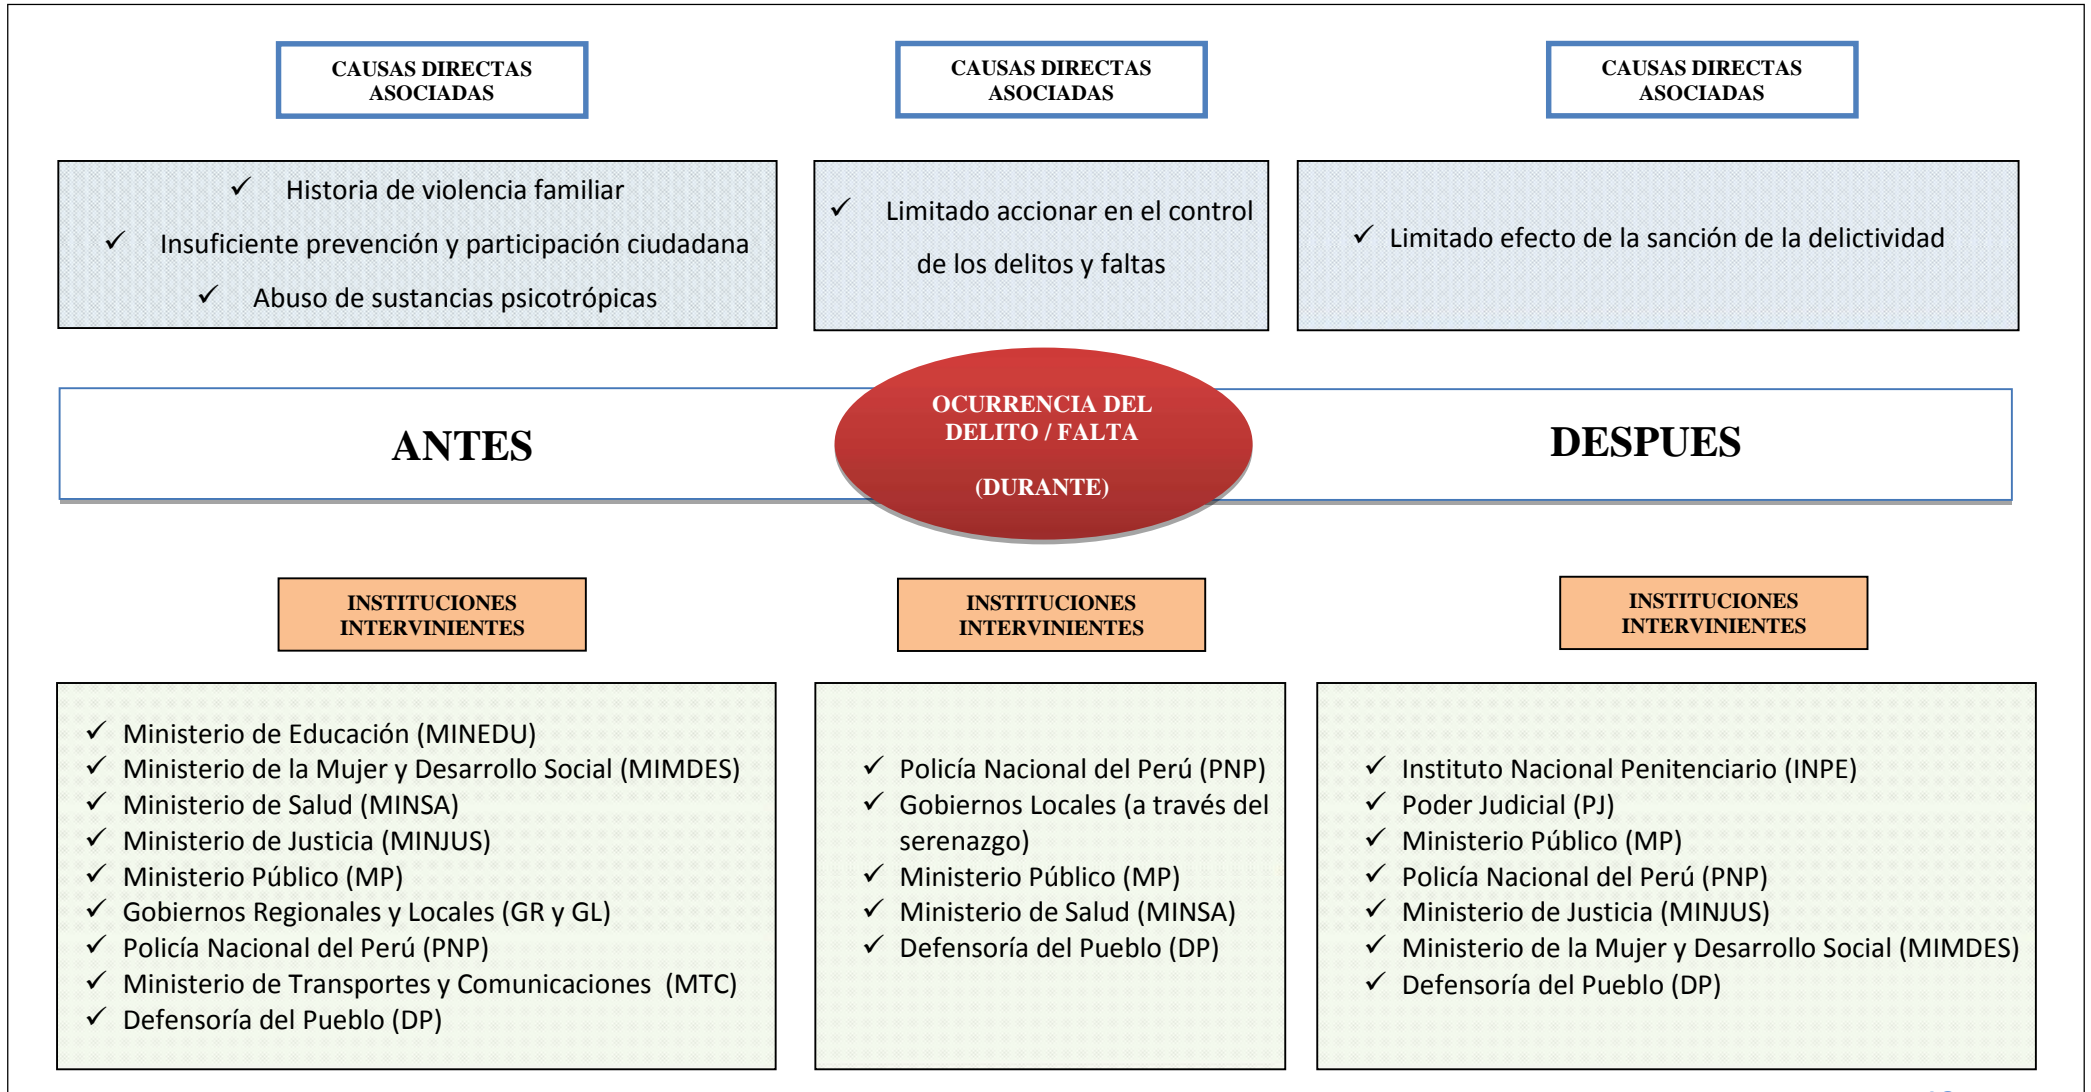 CAUSAS DIRECTAS
ASOCIADAS
CAUSAS DIRECTAS
ASOCIADAS
CAUSAS DIRECTAS
ASOCIADAS
✓ Historia de violencia familiar
✓ Insuficiente prevención y participación ciudadana
✓ Abuso de sustancias psicotrópicas
✓ Limitado accionar en el control
de los delitos y faltas
✓ Limitado efecto de la sanción de la delictividad
ANTES
OCURRENCIA DEL
DELITO / FALTA
(DURANTE)
DESPUES
INSTITUCIONES
INTERVINIENTES
INSTITUCIONES
INTERVINIENTES
INSTITUCIONES
INTERVINIENTES
✓ Ministerio de Educación (MINEDU)
✓ Ministerio de la Mujer y Desarrollo Social (MIMDES)
✓ Ministerio de Salud (MINSA)
✓ Ministerio de Justicia (MINJUS)
✓ Ministerio Público (MP)
✓ Gobiernos Regionales y Locales (GR y GL)
✓ Policía Nacional del Perú (PNP)
✓ Ministerio de Transportes y Comunicaciones (MTC)
✓ Defensoría del Pueblo (DP)
✓ Policía Nacional del Perú (PNP)
✓ Gobiernos Locales (a través del
serenazgo)
✓ Ministerio Público (MP)
✓ Ministerio de Salud (MINSA)
✓ Defensoría del Pueblo (DP)
✓ Instituto Nacional Penitenciario (INPE)
✓ Poder Judicial (PJ)
✓ Ministerio Público (MP)
✓ Policía Nacional del Perú (PNP)
✓ Ministerio de Justicia (MINJUS)
✓ Ministerio de la Mujer y Desarrollo Social (MIMDES)
✓ Defensoría del Pueblo (DP)